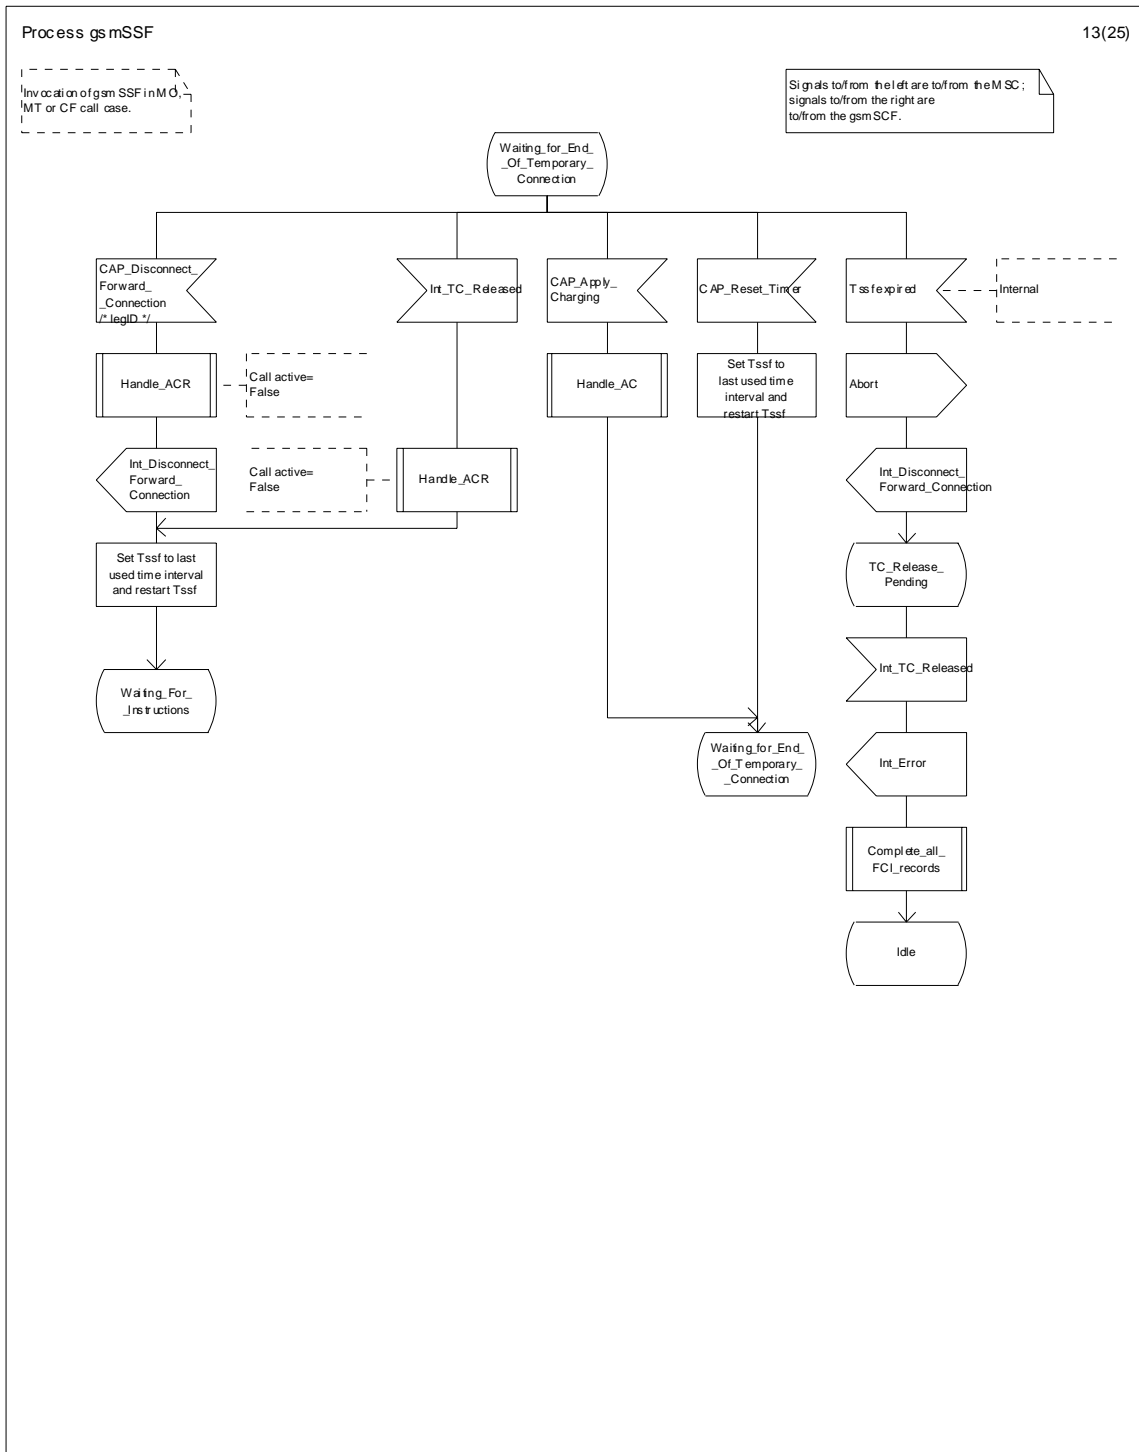 Process gsmSSF
13(25)
Invocation of gsmSSF in MO,
MT or CF call case.
Signals to/from the left are to/from the MSC;
signals to/from the right are
to/from the gsmSCF.
Waiting_for_End_
_Of_Temporary_
_Connection
CAP_Disconnect_
Forward_
_Connection
/* legID */
Int_TC_Released
CAP_Apply_
Charging
CAP_Reset_Timer
Tssf expired
Internal
Handle_ACR
Call active=
False
Handle_AC
Set Tssf to
last used time
interval and
restart Tssf
Abort
Int_Disconnect_
Forward_
Connection
Call active=
False
Handle_ACR
Int_Disconnect_
Forward_Connection
Set Tssf to last
used time interval
and restart Tssf
TC_Release_
Pending
Int_TC_Released
Waiting_For_
_Instructions
Waiting_for_End_
_Of_Temporary_
_Connection
Int_Error
Complete_all_
FCI_records
Idle